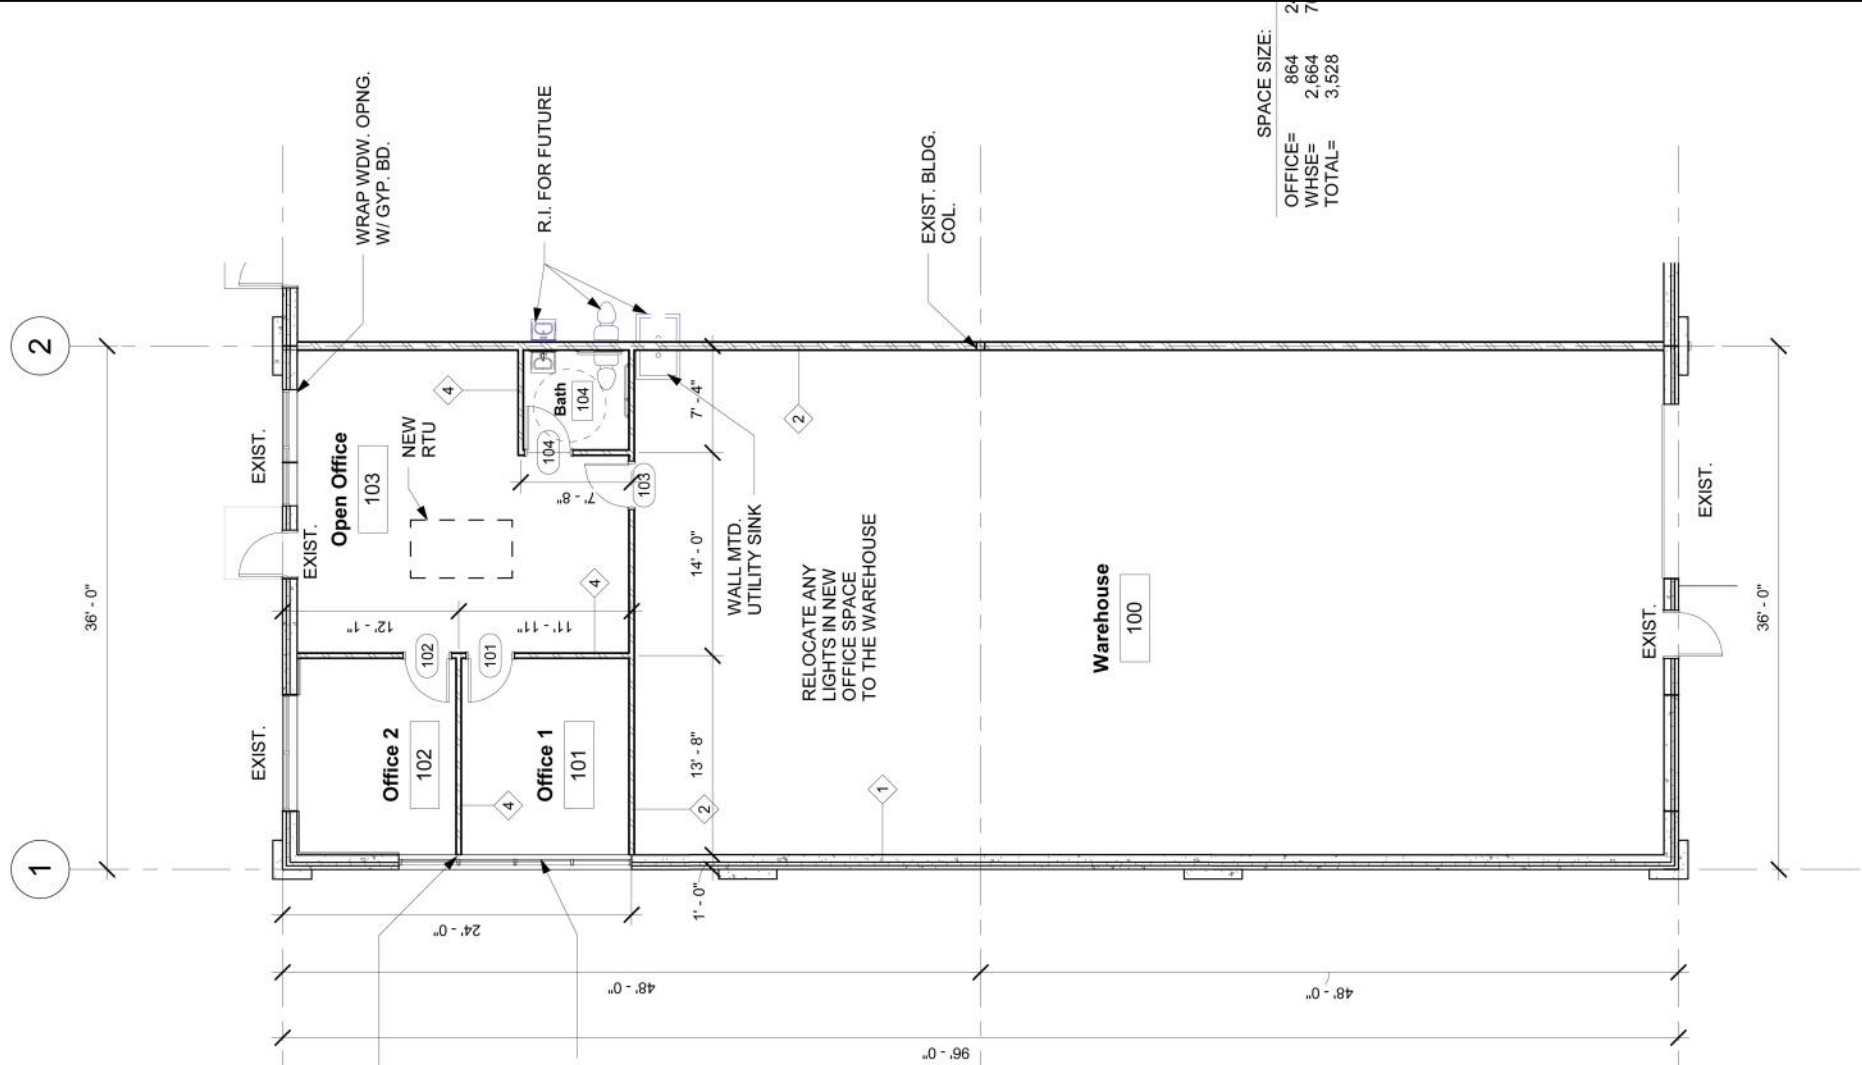 2
1
36' - 0"
WRAP WDW. OPNG.
W/ GYP. BD.
R.I. FOR FUTURE
EXIST. BLDG.
COL.
SPACE SIZE:
OFFICE= 864
WHSE= 2,664
TOTAL= 3,528
EXIST.
Open Office
103
EXIST.
NEW
RTU
4
Bath
104
104
103
7' - 8"
7' - 4"
2
14' - 0"
WALL MTD.
UTILITY SINK
4
12' - 1"
11' - 11"
102
101
EXIST.
Office 2
102
Office 1
101
4
13' - 8"
2
1' - 0"
RELOCATE ANY
LIGHTS IN NEW
OFFICE SPACE
TO THE WAREHOUSE
1
Warehouse
100
EXIST.
EXIST.
36' - 0"
24' - 0"
48' - 0"
48' - 0"
96' - 0"